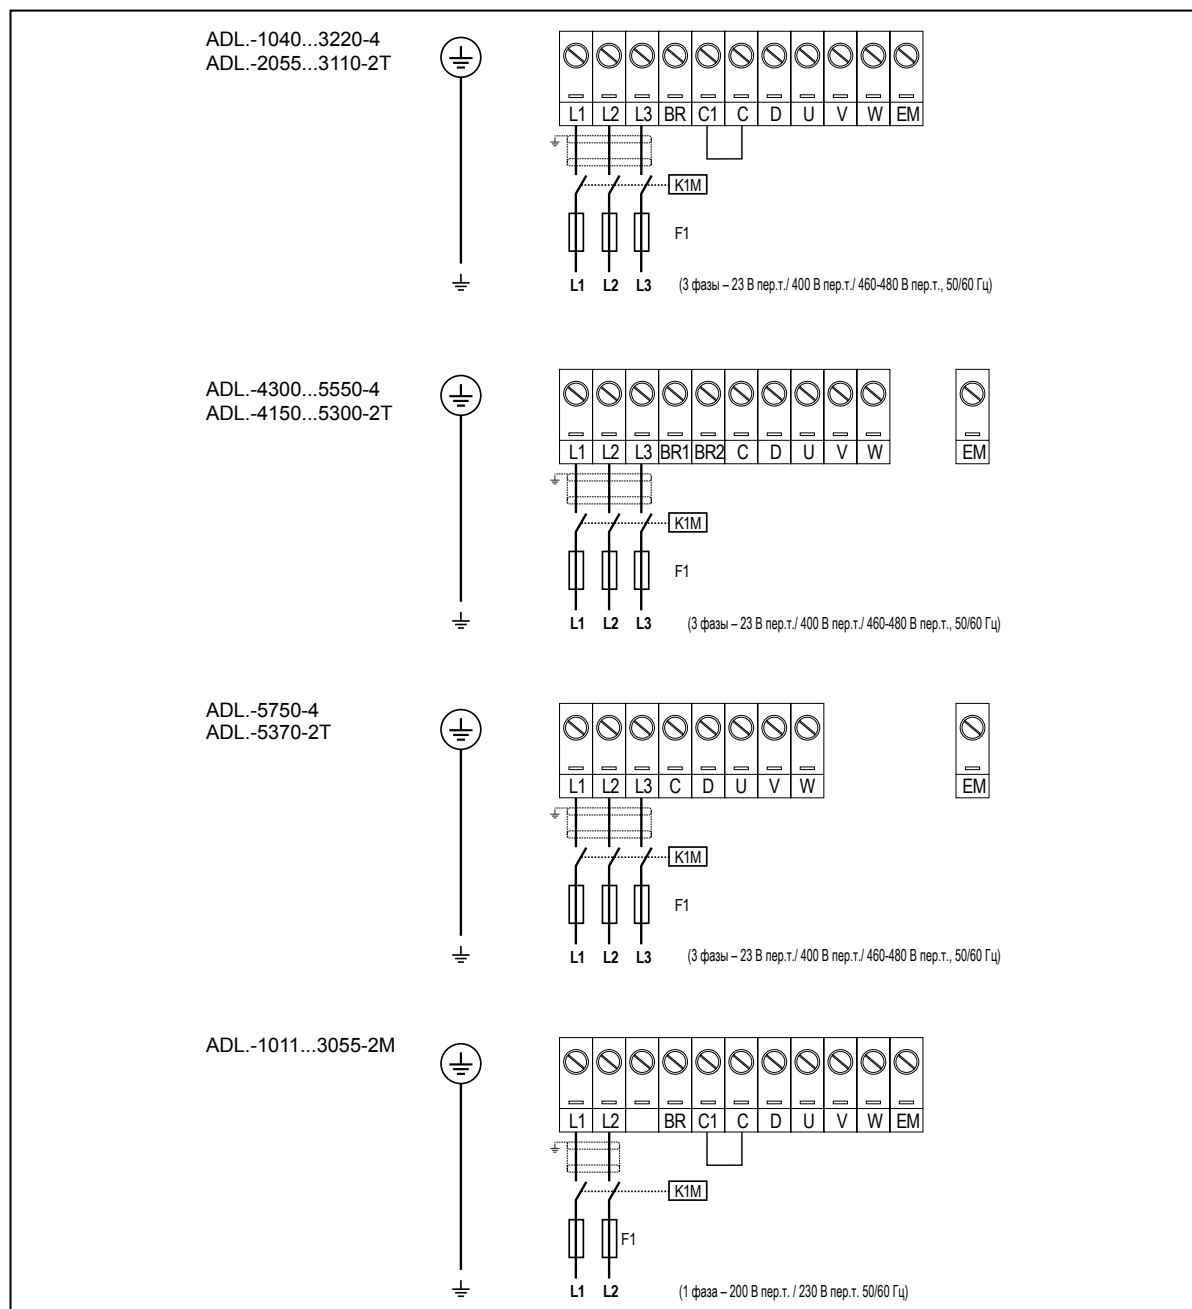 ADL.-1040...3220-4
ADL.-2055...3110-2T
L1 L2 L3 BR C1 C D U V W EM
K1M
F1
L1 L2 L3 (3 фазы – 23 В пер.т./ 400 В пер.т./ 460-480 В пер.т., 50/60 Гц)
ADL.-4300...5550-4
ADL.-4150...5300-2T
L1 L2 L3 BR1 BR2 C D U V W EM
K1M
F1
L1 L2 L3 (3 фазы – 23 В пер.т./ 400 В пер.т./ 460-480 В пер.т., 50/60 Гц)
ADL.-5750-4
ADL.-5370-2T
L1 L2 L3 C D U V W EM
K1M
F1
L1 L2 L3 (3 фазы – 23 В пер.т./ 400 В пер.т./ 460-480 В пер.т., 50/60 Гц)
ADL.-1011...3055-2M
L1 L2 BR C1 C D U V W EM
K1M
F1
L1 L2 (1 фаза – 200 В пер.т. / 230 В пер.т. 50/60 Гц)